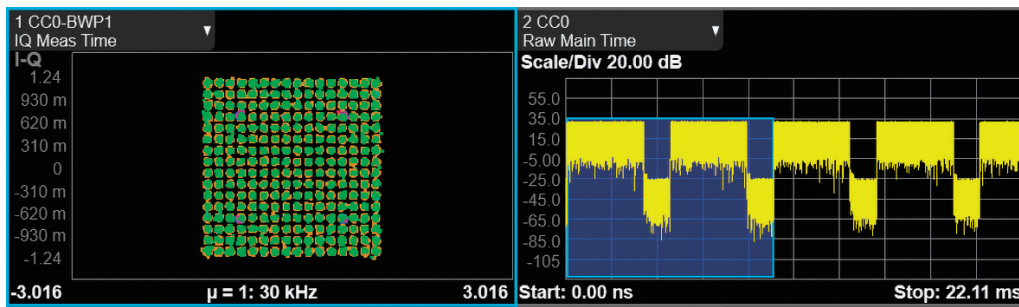 1 CC0-BWP1
IQ Meas Time
I-Q
1.24
930 m
620 m
310 m
0
-310 m
-620 m
-930 m
-1.24
-3.016
μ = 1: 30 kHz
3.016
2 CC0
Raw Main Time
Scale/Div 20.00 dB
55.0
35.0
15.0
-5.00
-25.0
-45.0
-65.0
-85.0
-105
Start: 0.00 ns
Stop: 22.11 ms